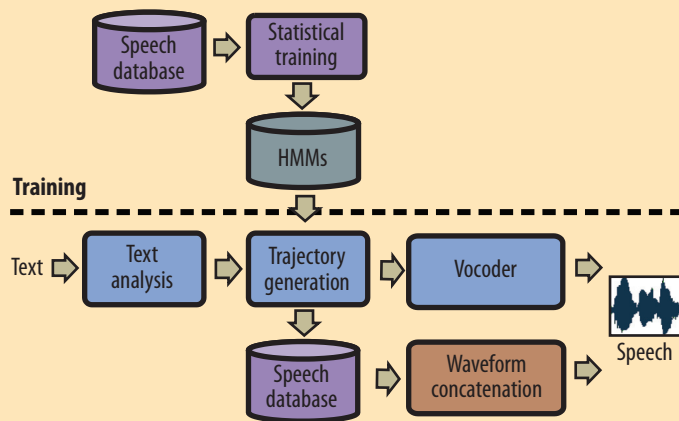 Speech
database
Statistical
training
HMMs
Training
Text
Text
analysis
Trajectory
generation
Vocoder
Speech
Speech
database
Waveform
concatenation